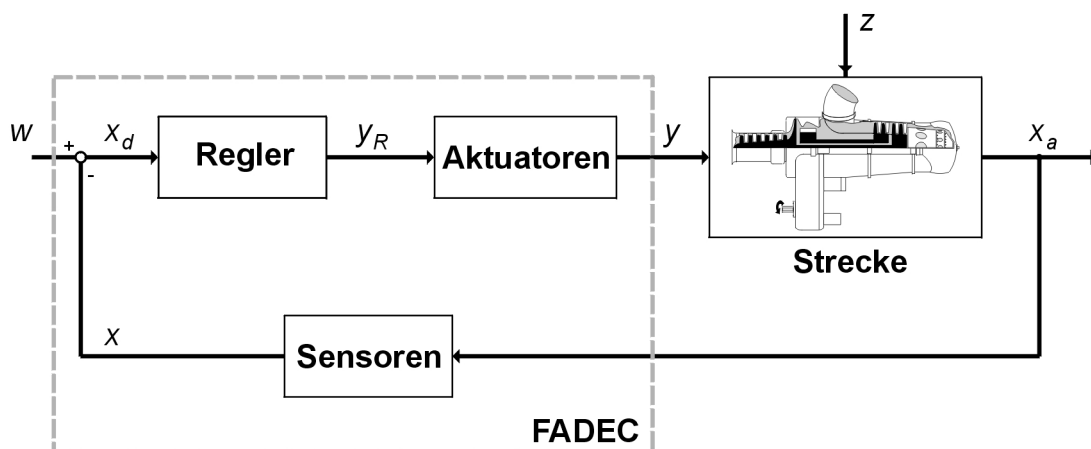 z
w
+
x_d
Regler
y_R
Aktuatoren
y
x_a
-
Strecke
x
Sensoren
FADEC